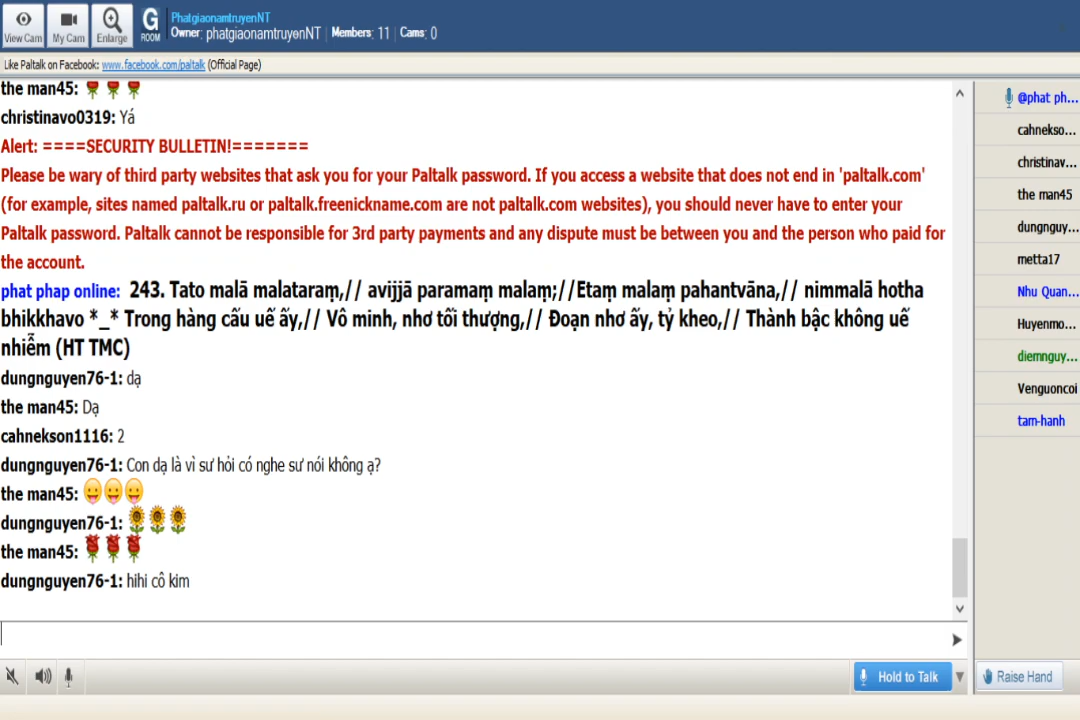 View Cam
My Cam
Enlarge
G
ROOM
PhatgiaonamtruyenNT
Owner: phatgiaonamtruyenNT | Members: 11 | Cams: 0
Like Paltalk on Facebook: www.facebook.com/paltalk (Official Page)
the man45:
christinavo0319: Yá
Alert: ====SECURITY BULLETIN!=======
Please be wary of third party websites that ask you for your Paltalk password. If you access a website that does not end in 'paltalk.com'
(for example, sites named paltalk.ru or paltalk.freenickname.com are not paltalk.com websites), you should never have to enter your
Paltalk password. Paltalk cannot be responsible for 3rd party payments and any dispute must be between you and the person who paid for
the account.
phat phap online: 243. Tato malā malataraṃ,// avijjā paramaṃ malaṃ;//Etaṃ malaṃ pahantvāna,// nimmalā hotha
bhikkhavo *_* Trong hàng cấu uế ấy,// Vô minh, nhơ tối thượng,// Đoạn nhơ ấy, tỷ kheo,// Thành bậc không uế
nhiễm (HT TMC)
dungnguyen76-1: dạ
the man45: Dạ
cahnekson1116: 2
dungnguyen76-1: Con dạ là vì sư hỏi có nghe sư nói không ạ?
the man45:
dungnguyen76-1:
the man45:
dungnguyen76-1: hihi cô kim
@phat ph...
cahnekso...
christinav...
the man45
dungnguy...
metta17
Nhu Quan...
Huyenmo...
diemnguy...
Venguoncoi
tam-hanh
Hold to Talk
Raise Hand